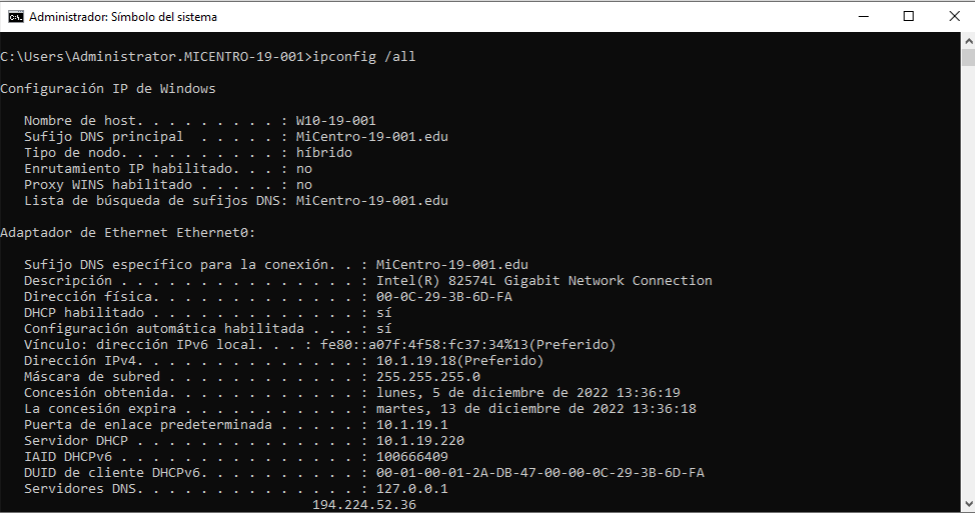 Administrador: Símbolo del sistema
C:\Users\Administrator.MICENTRO-19-001>ipconfig /all
Configuración IP de Windows
Nombre de host. . . . . . . . . : W10-19-001
Sufijo DNS principal  . . . . . : MiCentro-19-001.edu
Tipo de nodo. . . . . . . . . . : híbrido
Enrutamiento IP habilitado. . . : no
Proxy WINS habilitado . . . . . : no
Lista de búsqueda de sufijos DNS: MiCentro-19-001.edu
Adaptador de Ethernet Ethernet0:
Sufijo DNS específico para la conexión. . : MiCentro-19-001.edu
Descripción . . . . . . . . . . . . . . . : Intel(R) 82574L Gigabit Network Connection
Dirección física. . . . . . . . . . . . . : 00-0C-29-3B-6D-FA
DHCP habilitado . . . . . . . . . . . . . : sí
Configuración automática habilitada . . . : sí
Vínculo: dirección IPv6 local. . . : fe80::a07f:4f58:fc37:34%13(Preferido)
Dirección IPv4. . . . . . . . . . . . . . : 10.1.19.18(Preferido)
Máscara de subred . . . . . . . . . . . . : 255.255.255.0
Concesión obtenida. . . . . . . . . . . . : lunes, 5 de diciembre de 2022 13:36:19
La concesión expira . . . . . . . . . . . : martes, 13 de diciembre de 2022 13:36:18
Puerta de enlace predeterminada . . . . . : 10.1.19.1
Servidor DHCP . . . . . . . . . . . . . . : 10.1.19.220
IAID DHCPv6 . . . . . . . . . . . . . . . : 100666409
DUID de cliente DHCPv6. . . . . . . . . . : 00-01-00-01-2A-DB-47-00-00-0C-29-3B-6D-FA
Servidores DNS. . . . . . . . . . . . . . : 127.0.0.1
194.224.52.36